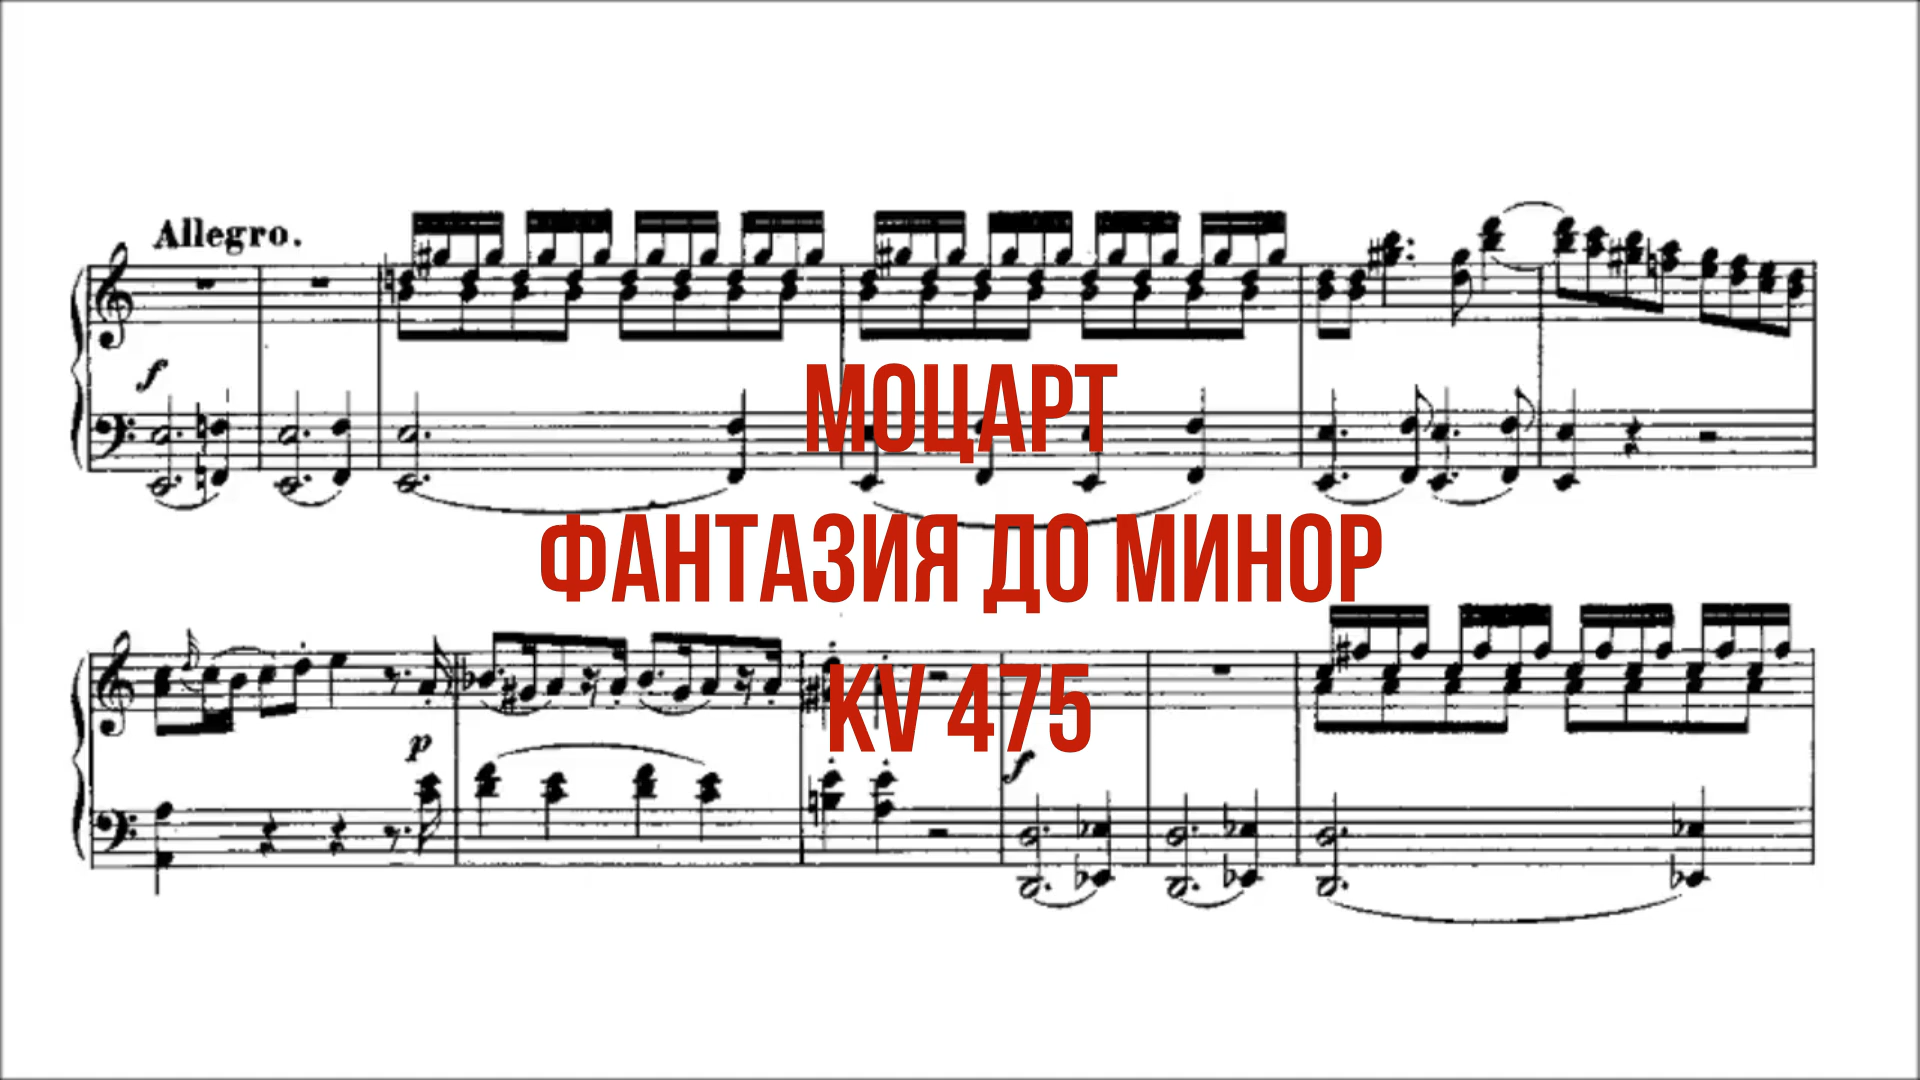 Allegro.
f
МОЦАРТ
ФАНТАЗИЯ ДО МИНОР
KV 475
p
f